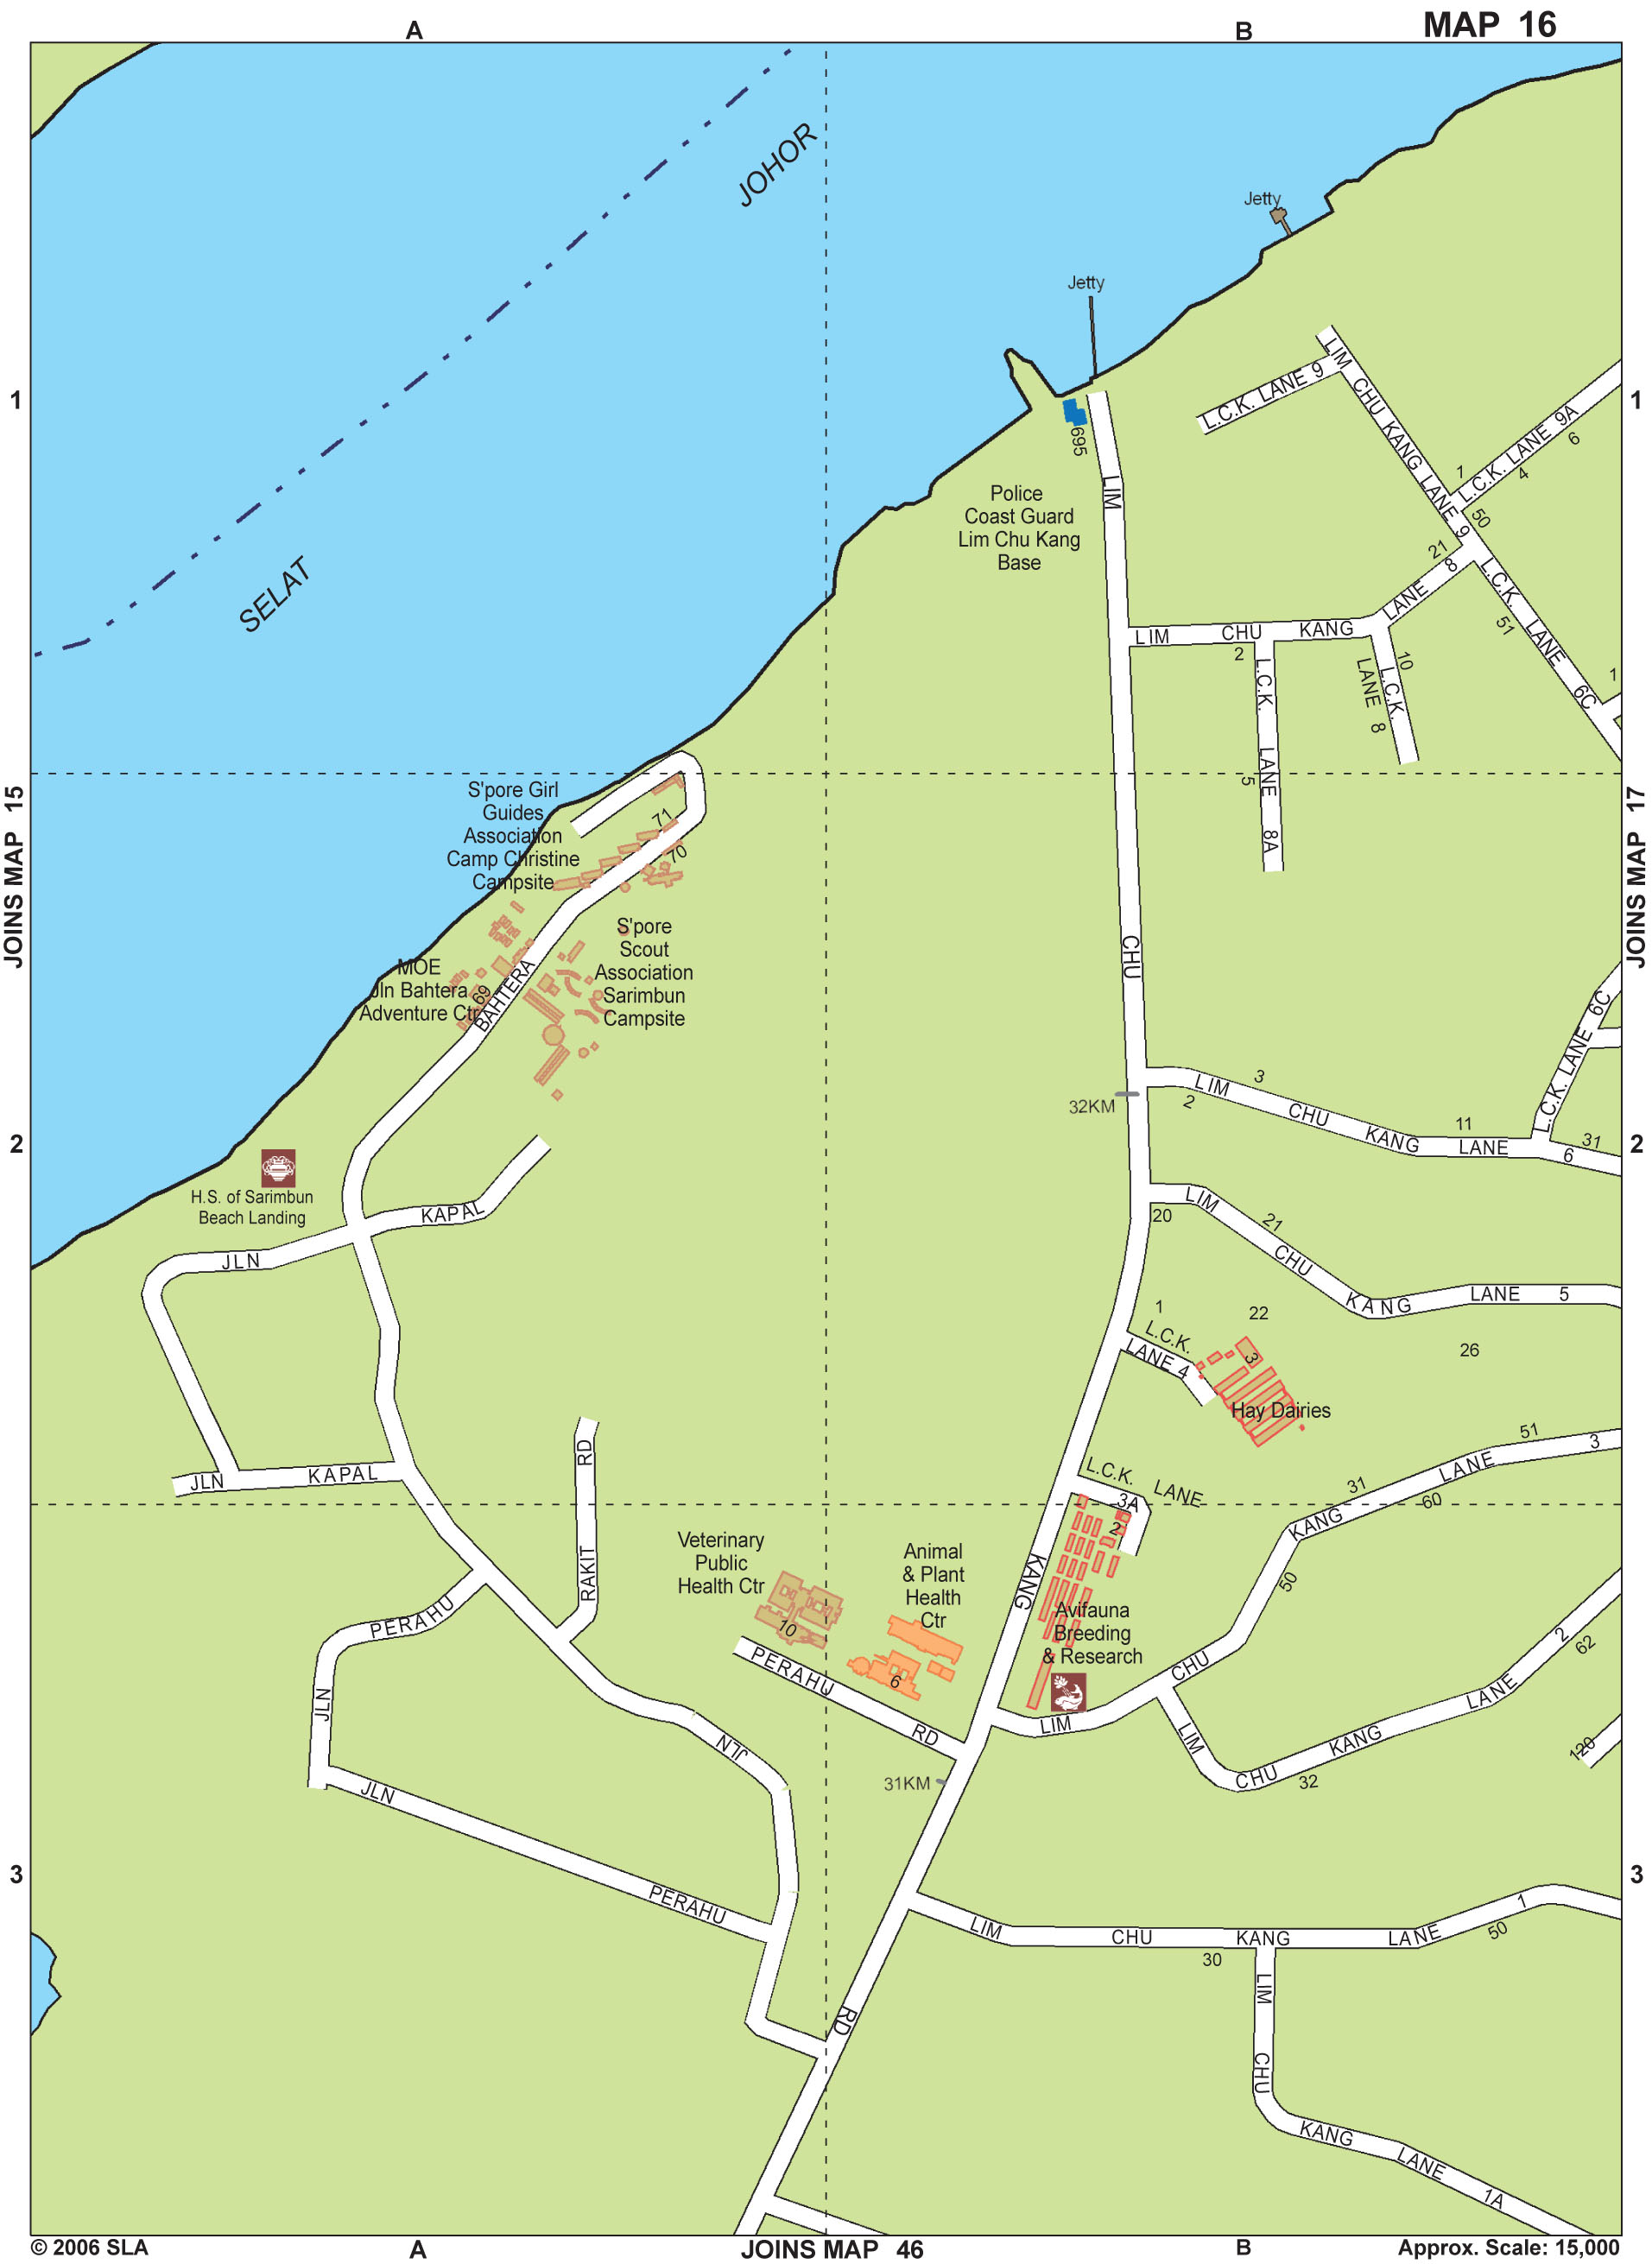 A
B
MAP 16
JOHOR
SELAT
Jetty
Jetty
1
1
LIM CHU KANG LANE 9
L.C.K. LANE 9
L.C.K. LANE 9A
1
4
6
50
695
Police
Coast Guard
Lim Chu Kang
Base
LIM
21
LIM CHU KANG LANE 8
2
L.C.K. LANE 8A
5
10
L.C.K.
LANE 8
L.C.K. LANE 6C
51
1
JOINS MAP 15
JOINS MAP 17
S'pore Girl
Guides
Association
Camp Christine
Campsite
71
70
S'pore
Scout
Association
Sarimbun
Campsite
MOE
Jln Bahtera
Adventure Ctr
69
BAHTERA
CHU
L.C.K. LANE 6C
32KM
LIM CHU KANG LANE 6
3
2
11
31
2
2
H.S. of Sarimbun
Beach Landing
JLN KAPAL
20
LIM CHU KANG LANE 5
21
22
26
1
L.C.K.
LANE 4
3
Hay Dairies
JLN KAPAL
RAKIT RD
L.C.K. LANE
3A
2
LIM CHU KANG LANE 3
51
31
60
50
KANG
Veterinary
Public
Health Ctr
10
Animal
& Plant
Health
Ctr
6
Avifauna
Breeding
& Research
PERAHU RD
JLN PERAHU
JLN
LIM CHU KANG LANE 2
62
32
120
31KM
JLN PERAHU
3
3
LIM CHU KANG LANE 1
30
50
RD
LIM CHU KANG LANE 1A
© 2006 SLA
A
JOINS MAP 46
B
Approx. Scale: 15,000